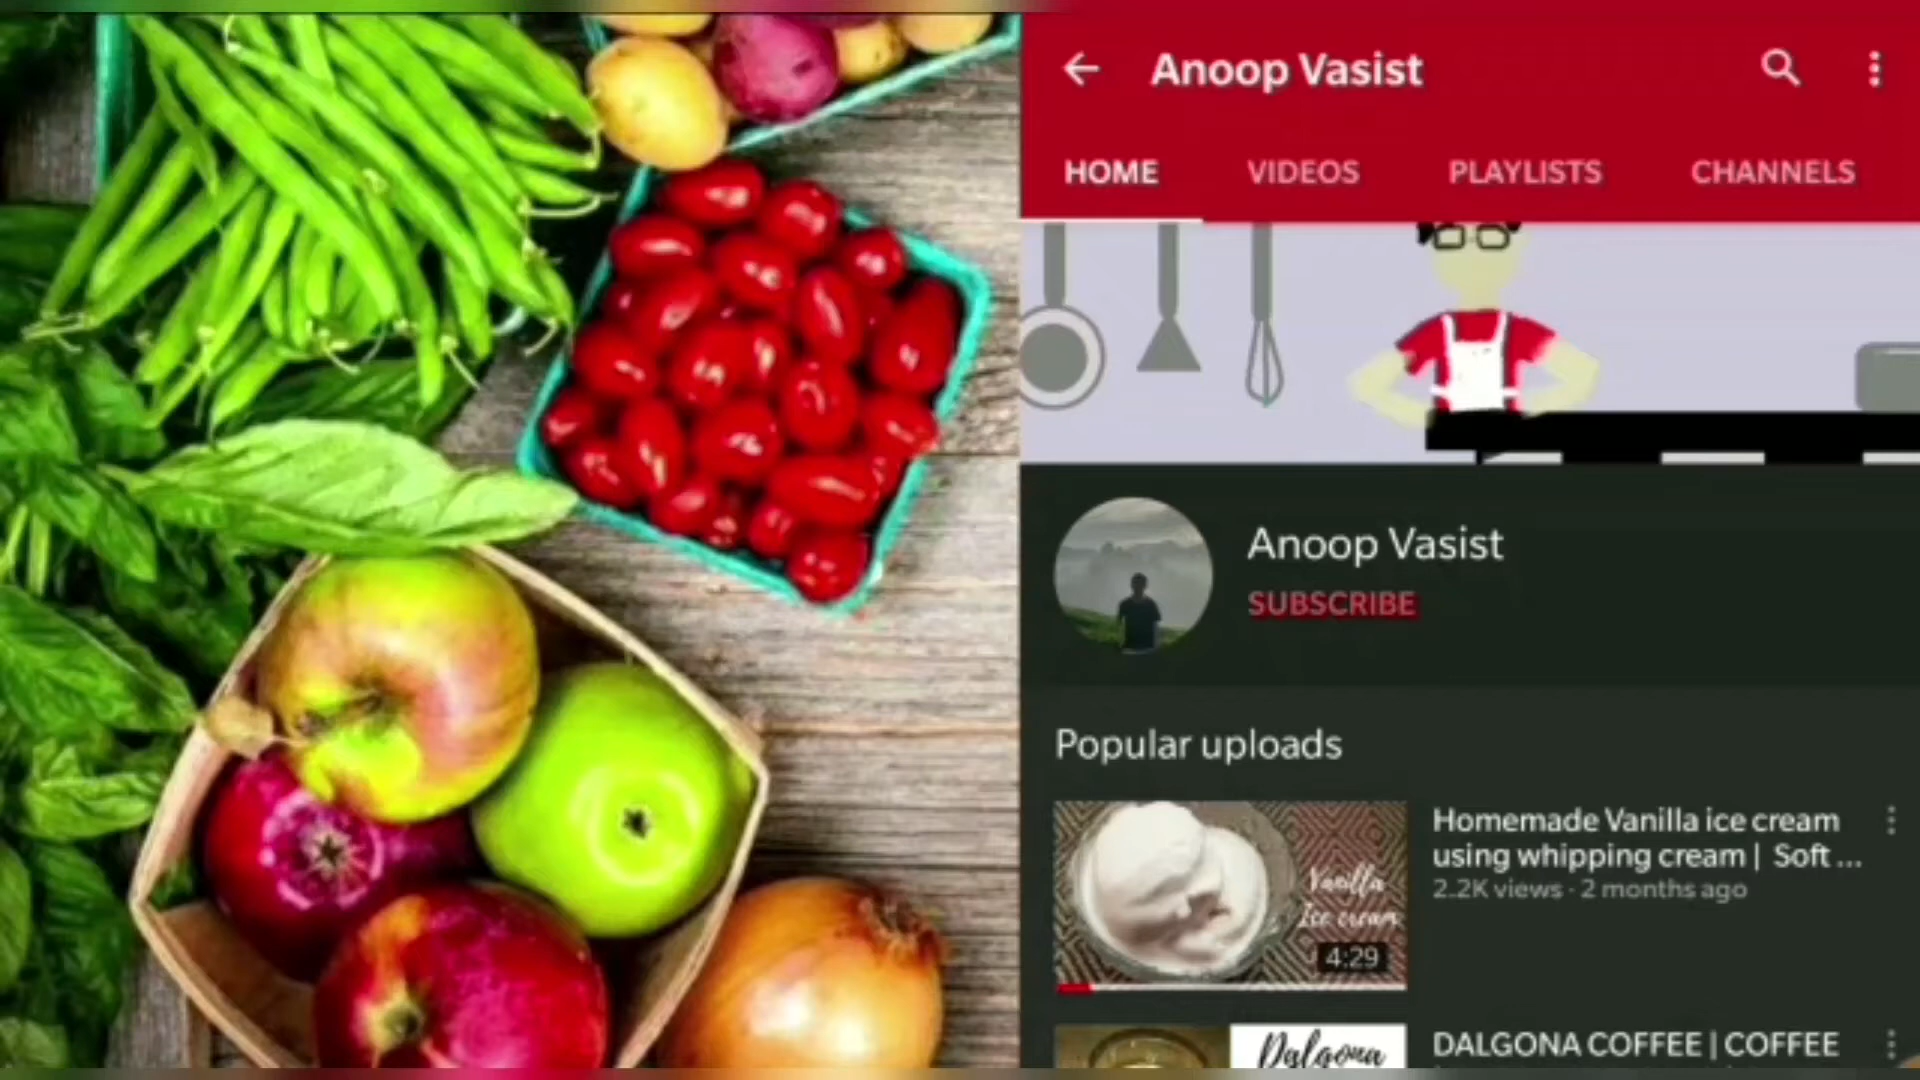 Anoop Vasist
HOME VIDEOS PLAYLISTS CHANNELS
Anoop Vasist
SUBSCRIBE
Popular uploads
Homemade Vanilla ice cream
using whipping cream | Soft ...
2.2K views · 2 months ago
Vanilla
Ice cream
4:29
Dalgona
DALGONA COFFEE | COFFEE